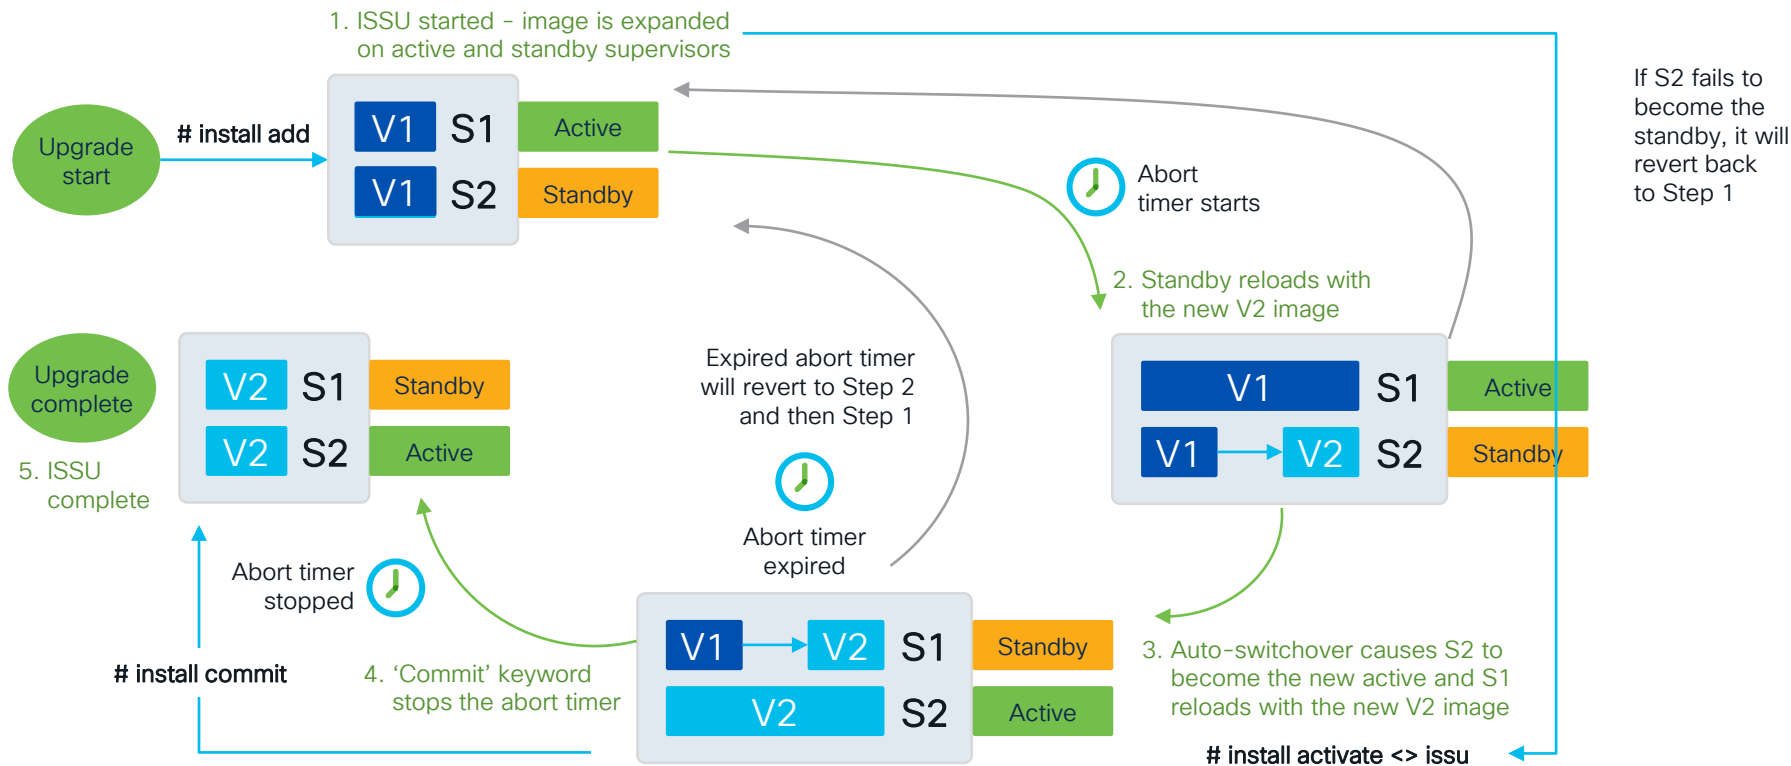 1. ISSU started - image is expanded
on active and standby supervisors
If S2 fails to
become the
standby, it will
revert back
to Step 1
Upgrade
start
# install add
V1 S1 Active
V1 S2 Standby
Abort
timer starts
2. Standby reloads with
the new V2 image
V1 S1 Active
V1 V2 S2 Standby
Expired abort timer
will revert to Step 2
and then Step 1
Abort timer
expired
Upgrade
complete
5. ISSU
complete
V2 S1 Standby
V2 S2 Active
Abort timer
stopped
# install commit
4. ‘Commit’ keyword
stops the abort timer
V1 V2 S1 Standby
V2 S2 Active
3. Auto-switchover causes S2 to
become the new active and S1
reloads with the new V2 image
# install activate <> issu